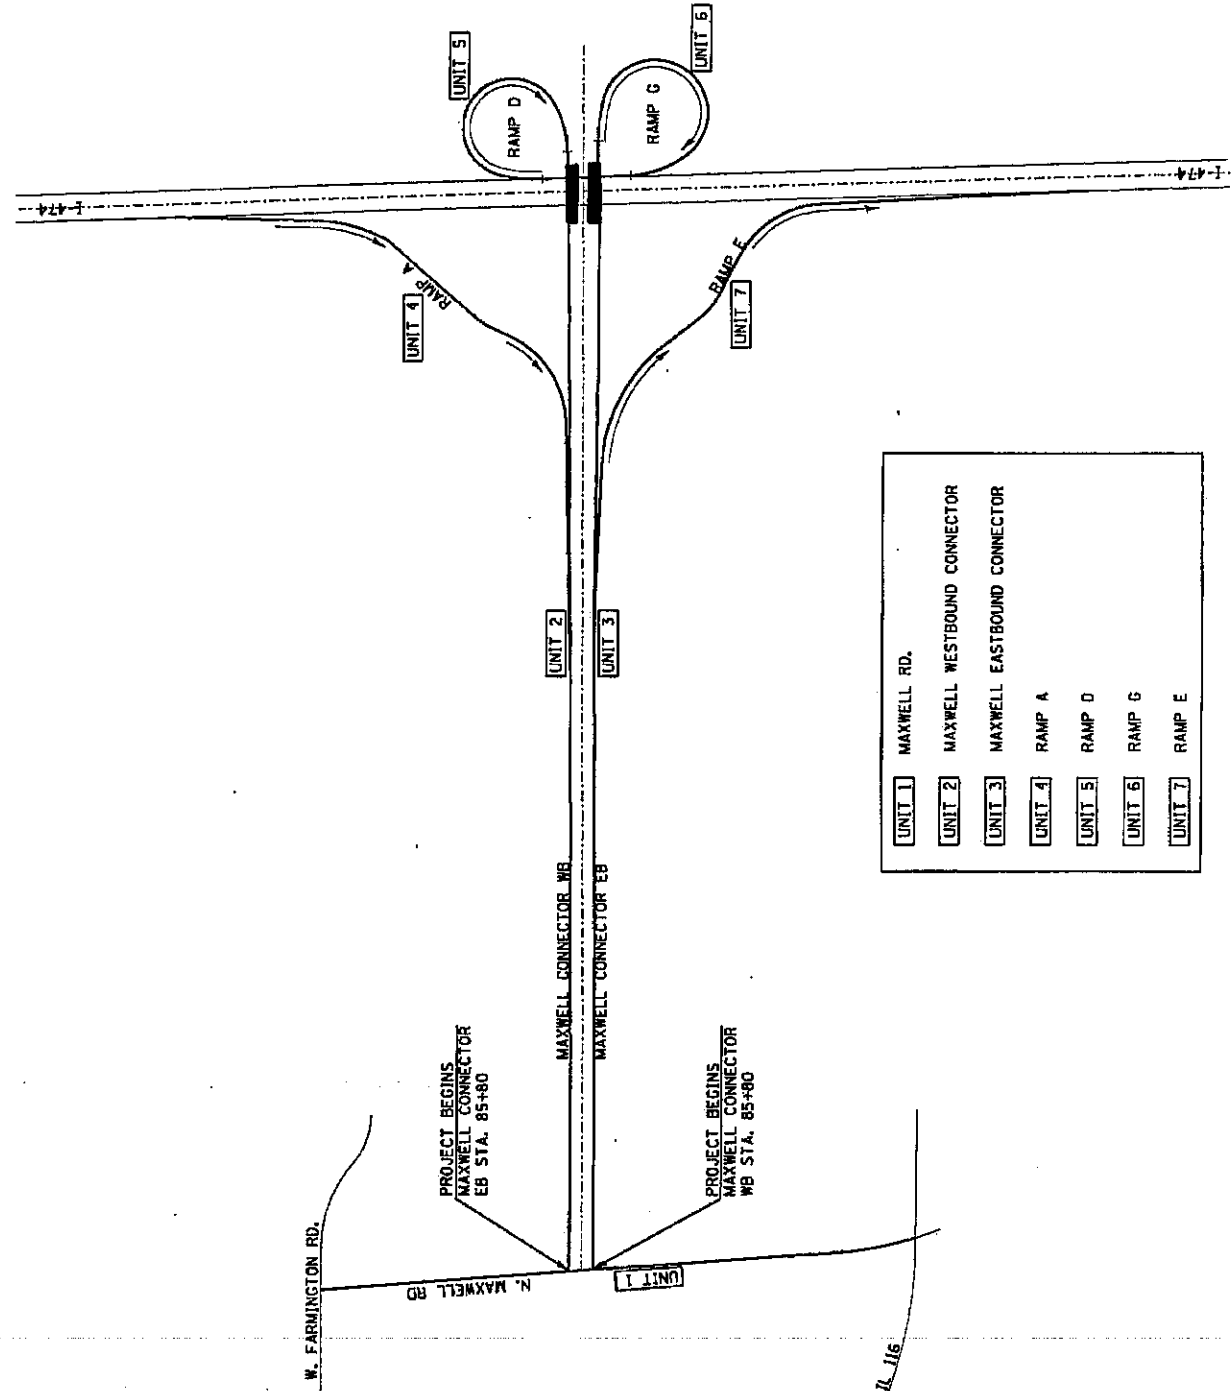 W. FARMINGTON RD.
N. MAXWELL RD
UNIT 1
IL 116
PROJECT BEGINS
MAXWELL CONNECTOR
EB STA. 85+80
PROJECT BEGINS
MAXWELL CONNECTOR
WB STA. 85+80
MAXWELL CONNECTOR WB
MAXWELL CONNECTOR EB
UNIT 2
UNIT 3
UNIT 4
RAMP A
UNIT 7
RAMP E
I-474
I-474
UNIT 5
RAMP D
UNIT 6
RAMP G
UNIT 1 MAXWELL RD.
UNIT 2 MAXWELL WESTBOUND CONNECTOR
UNIT 3 MAXWELL EASTBOUND CONNECTOR
UNIT 4 RAMP A
UNIT 5 RAMP D
UNIT 6 RAMP G
UNIT 7 RAMP E